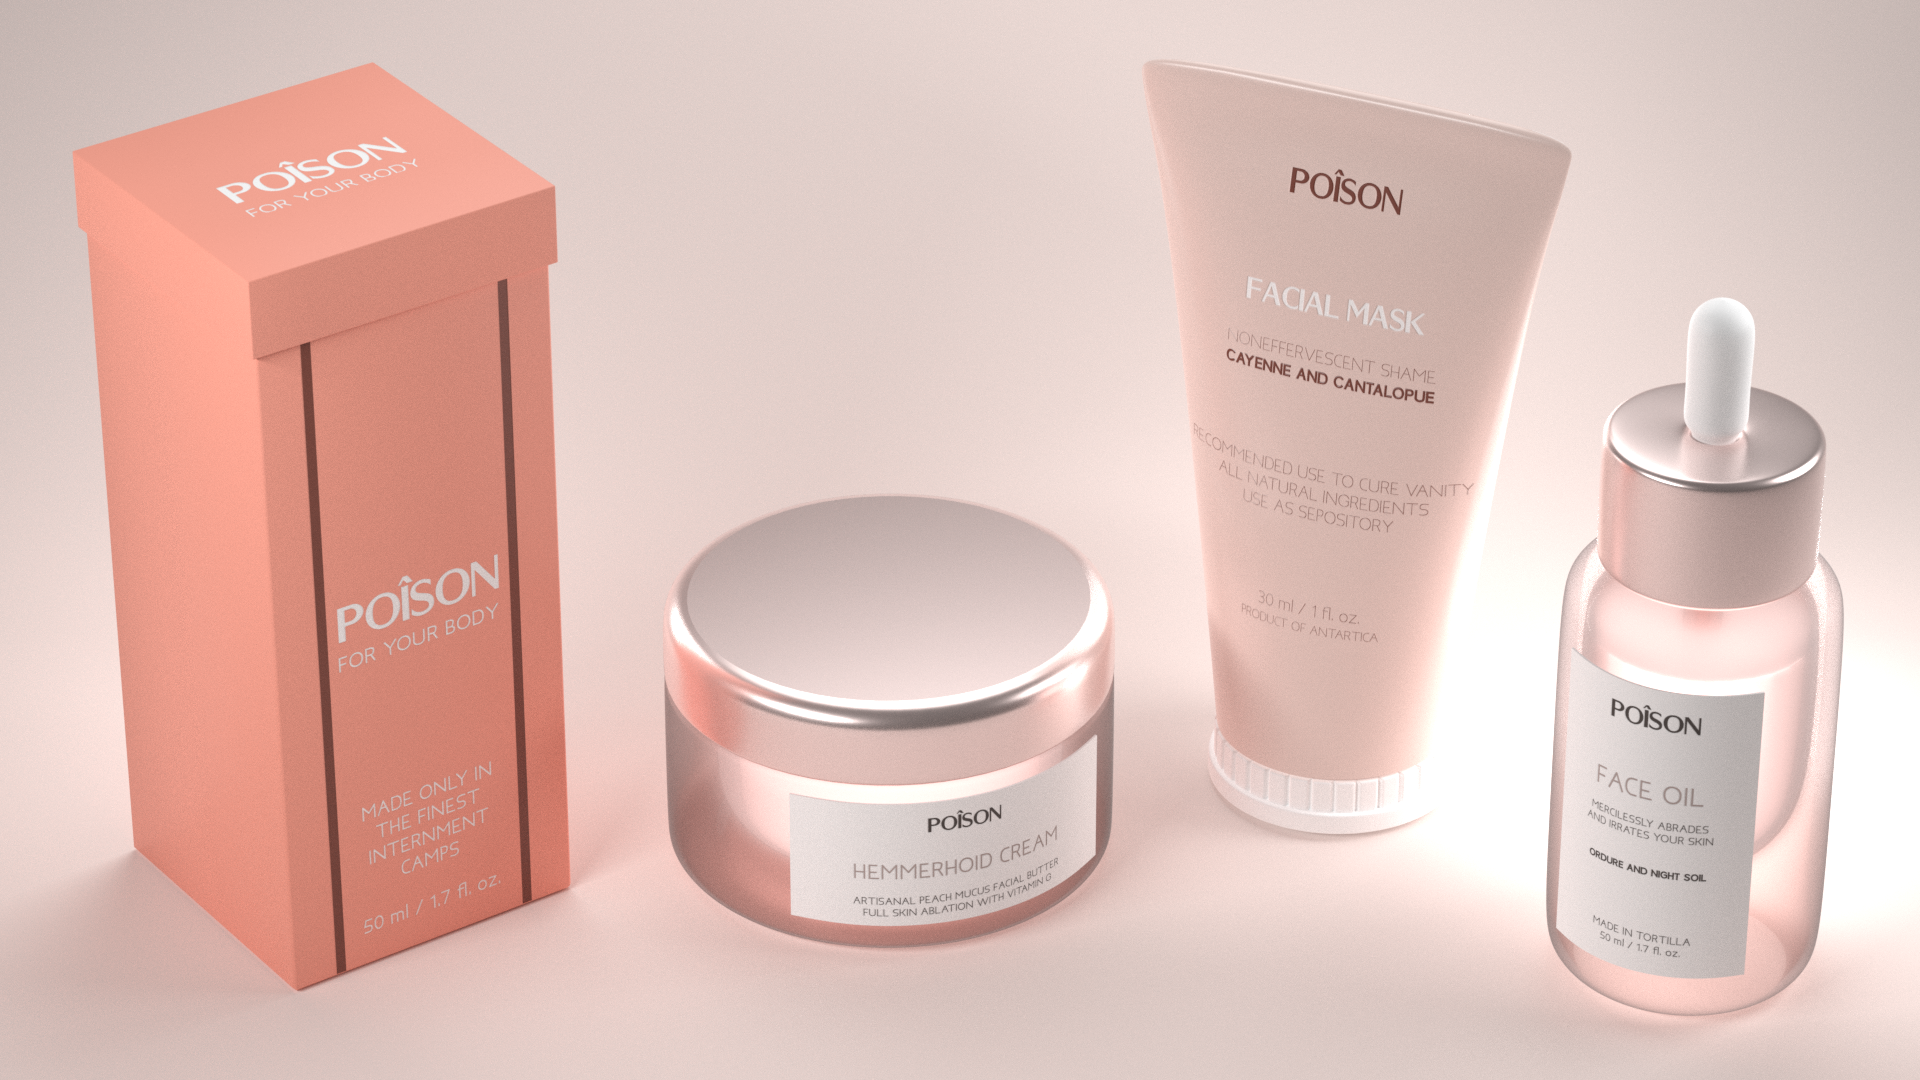 POÎSON
FOR YOUR BODY
POÎSON
FOR YOUR BODY
MADE ONLY IN
THE FINEST
INTERNMENT
CAMPS
50 ml / 1.7 fl. oz.
POÎSON
HEMMERHOID CREAM
ARTISANAL PEACH MUCUS FACIAL BUTTER
FULL SKIN ABLATION WITH VITAMIN G
POÎSON
FACIAL MASK
NONEFFERVESCENT SHAME
CAYENNE AND CANTALOPUE
RECOMMENDED USE TO CURE VANITY
ALL NATURAL INGREDIENTS
USE AS SEPOSITORY
30 ml / 1 fl. oz.
PRODUCT OF ANTARTICA
POÎSON
FACE OIL
MERCILESSLY ABRADES
AND IRRATES YOUR SKIN
ORDURE AND NIGHT SOIL
MADE IN TORTILLA
50 ml / 1.7 fl. oz.